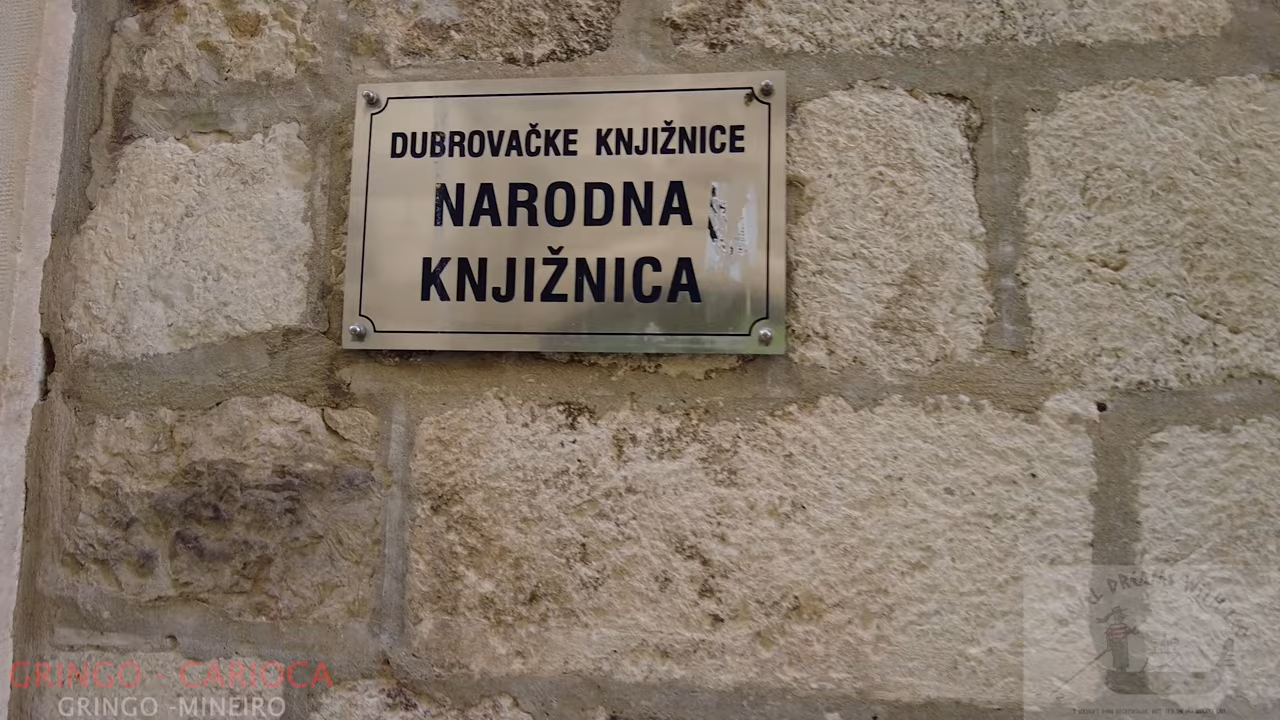 DUBROVAČKE KNJIŽNICE
NARODNA
KNJIŽNICA
GRINGO - CARIOCA
GRINGO -MINEIRO